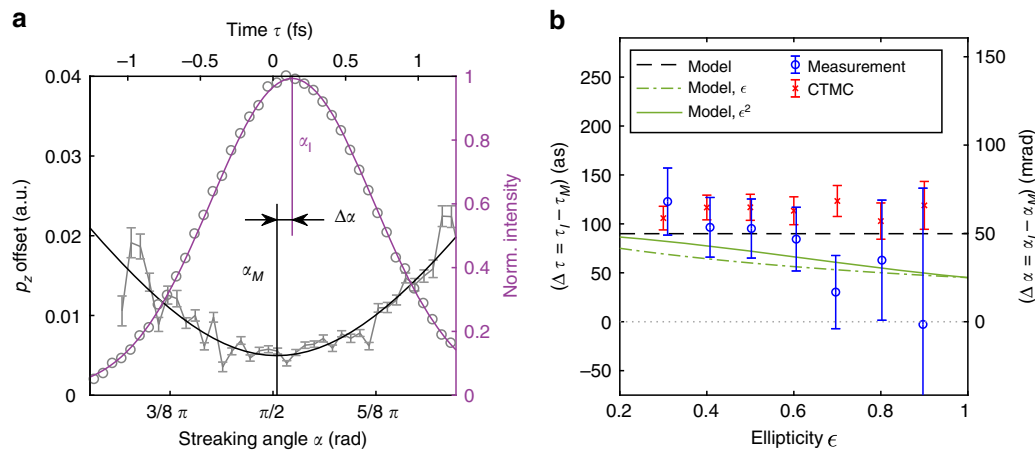 a
Time τ (fs)
−1 −0.5 0 0.5 1
0.04
0.03
0.02
0.01
0
p_z offset (a.u.)
1
0.8
0.6
0.4
0.2
0
Norm. intensity
α_I
Δα
α_M
3/8 π π/2 5/8 π
Streaking angle α (rad)
b
250
200
150
100
50
0
−50
(Δ τ = τ_I − τ_M) (as)
Model
Model, ϵ
Model, ϵ²
Measurement
CTMC
150
100
50
0
(Δ α = α_I − α_M) (mrad)
0.2 0.4 0.6 0.8 1
Ellipticity ϵ